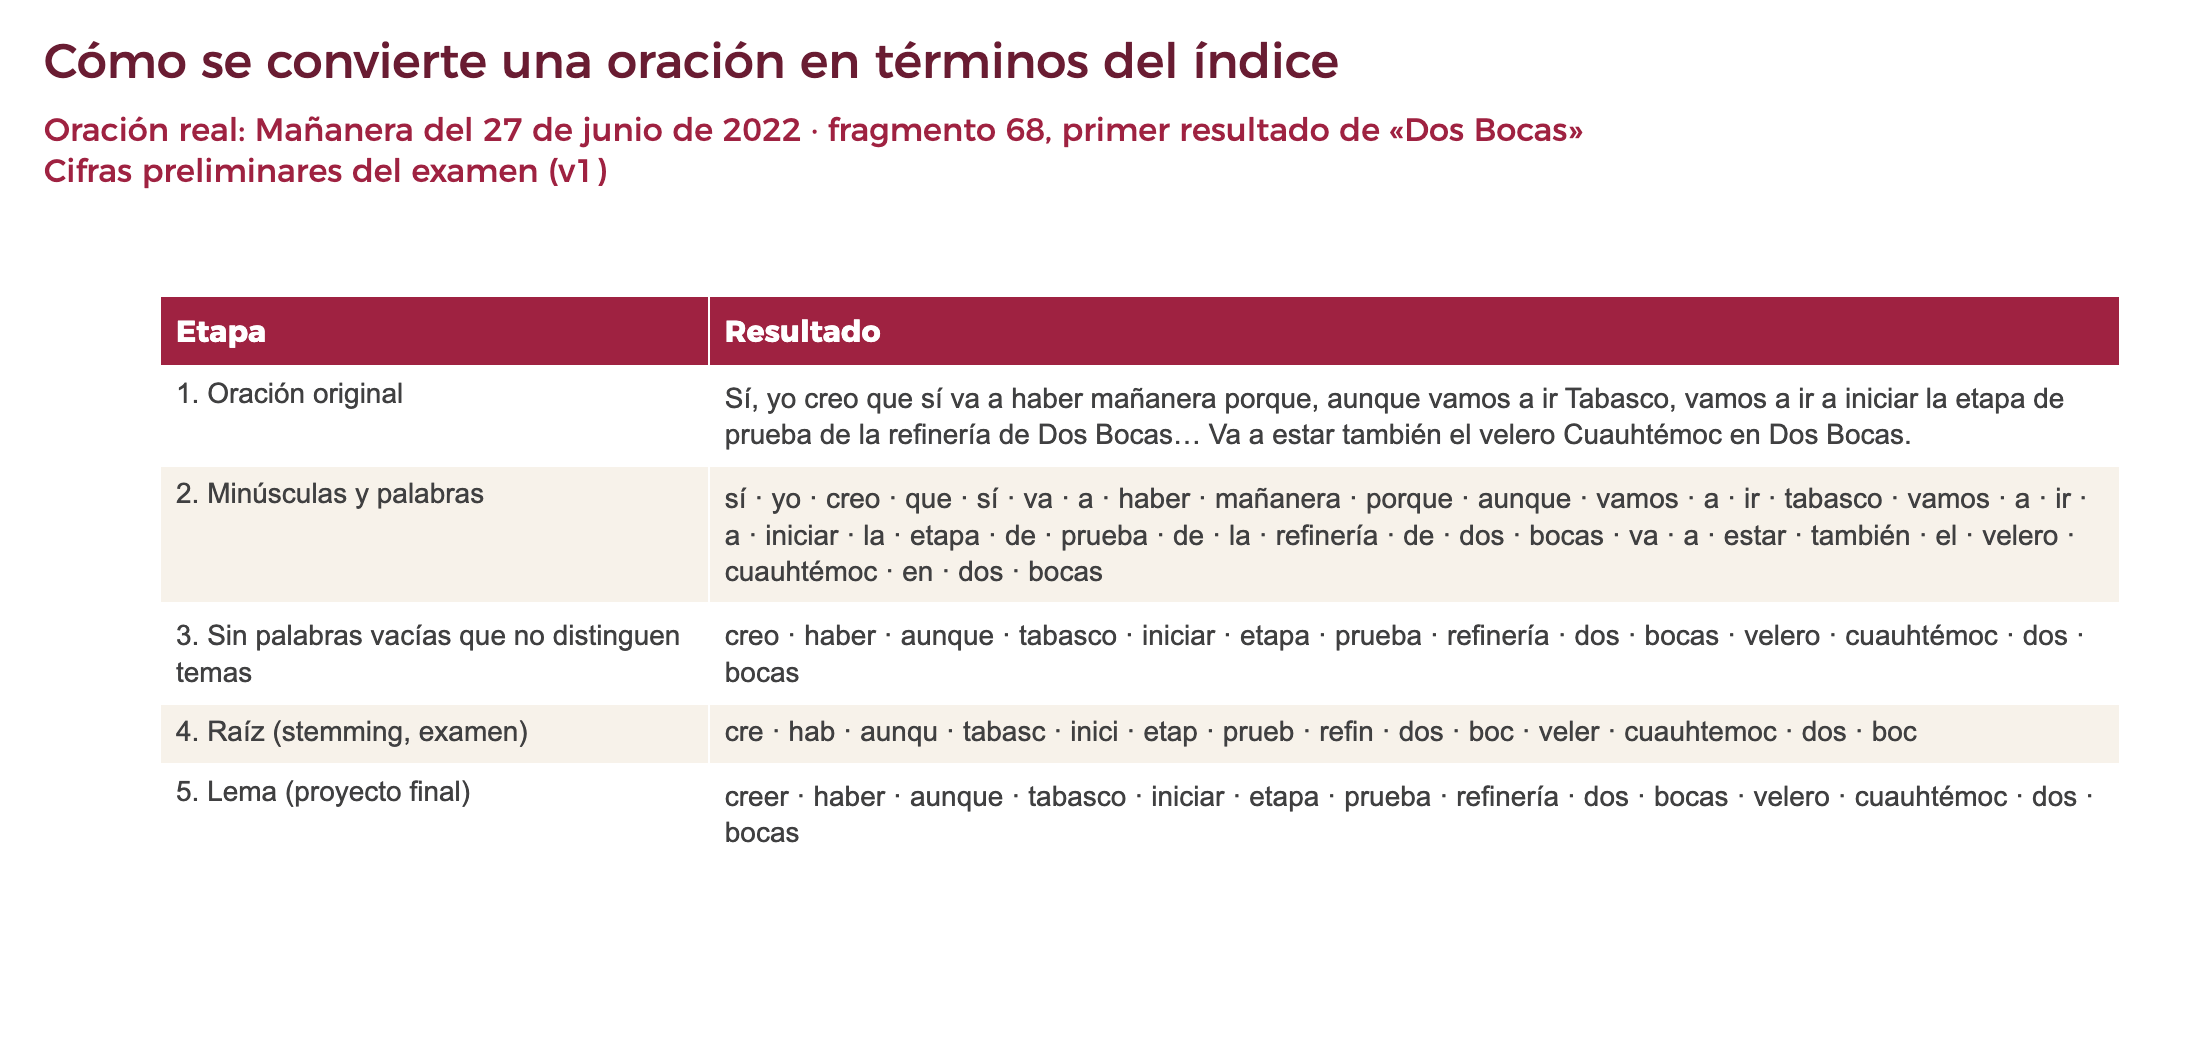 Cómo se convierte una oración en términos del índice
Oración real: Mañanera del 27 de junio de 2022 · fragmento 68, primer resultado de «Dos Bocas»
Cifras preliminares del examen (v1)
Etapa
Resultado
1. Oración original
Sí, yo creo que sí va a haber mañanera porque, aunque vamos a ir Tabasco, vamos a ir a iniciar la etapa de
prueba de la refinería de Dos Bocas… Va a estar también el velero Cuauhtémoc en Dos Bocas.
2. Minúsculas y palabras
sí · yo · creo · que · sí · va · a · haber · mañanera · porque · aunque · vamos · a · ir · tabasco · vamos · a · ir ·
a · iniciar · la · etapa · de · prueba · de · la · refinería · de · dos · bocas · va · a · estar · también · el · velero ·
cuauhtémoc · en · dos · bocas
3. Sin palabras vacías que no distinguen
temas
creo · haber · aunque · tabasco · iniciar · etapa · prueba · refinería · dos · bocas · velero · cuauhtémoc · dos ·
bocas
4. Raíz (stemming, examen)
cre · hab · aunqu · tabasc · inici · etap · prueb · refin · dos · boc · veler · cuauhtemoc · dos · boc
5. Lema (proyecto final)
creer · haber · aunque · tabasco · iniciar · etapa · prueba · refinería · dos · bocas · velero · cuauhtémoc · dos ·
bocas